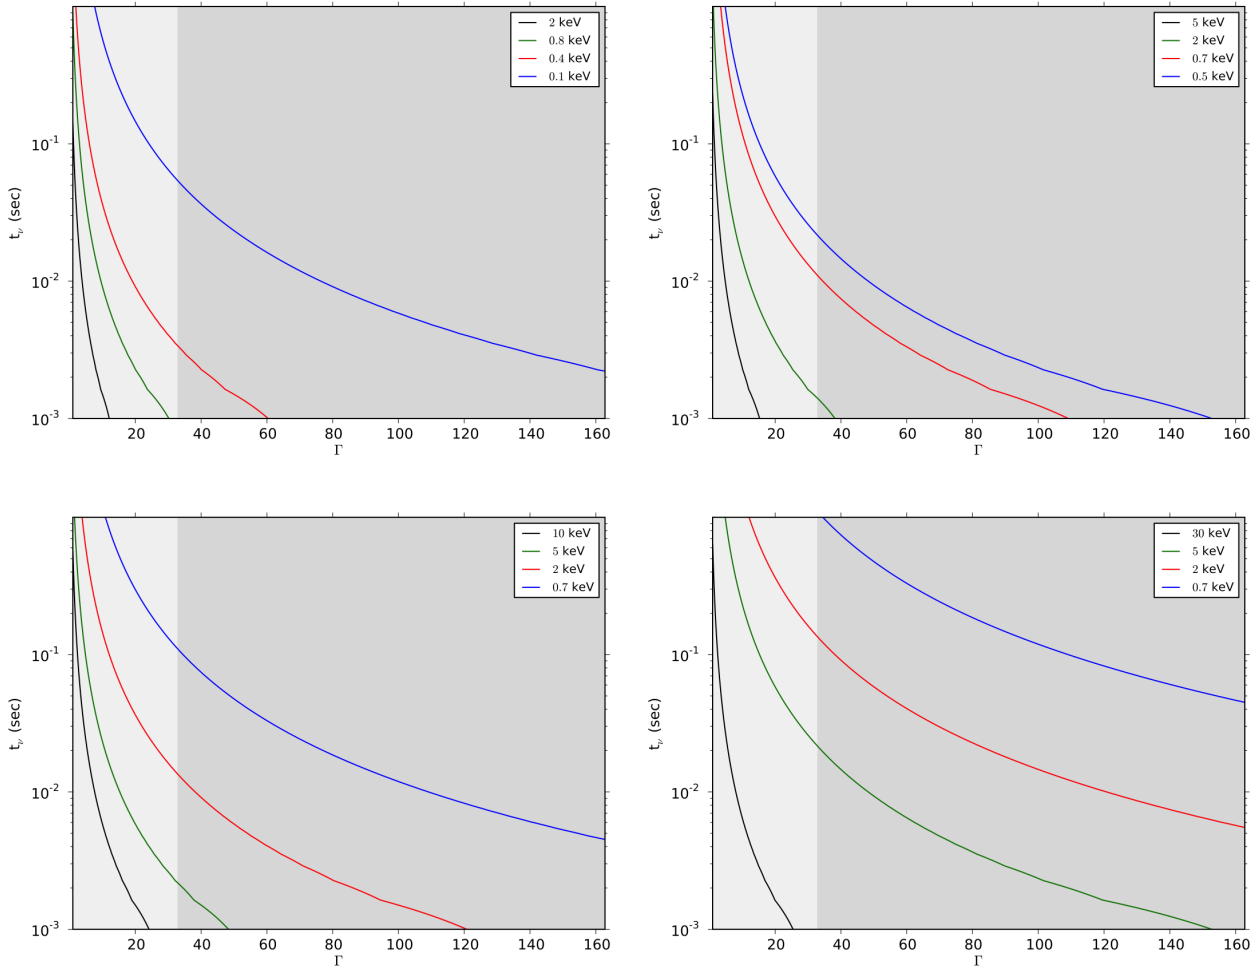 2 keV
0.8 keV
0.4 keV
0.1 keV
10⁻¹
10⁻²
10⁻³
t_ν (sec)
20 40 60 80 100 120 140 160
Γ
5 keV
2 keV
0.7 keV
0.5 keV
10⁻¹
10⁻²
10⁻³
t_ν (sec)
20 40 60 80 100 120 140 160
Γ
10 keV
5 keV
2 keV
0.7 keV
10⁻¹
10⁻²
10⁻³
t_ν (sec)
20 40 60 80 100 120 140 160
Γ
30 keV
5 keV
2 keV
0.7 keV
10⁻¹
10⁻²
10⁻³
t_ν (sec)
20 40 60 80 100 120 140 160
Γ